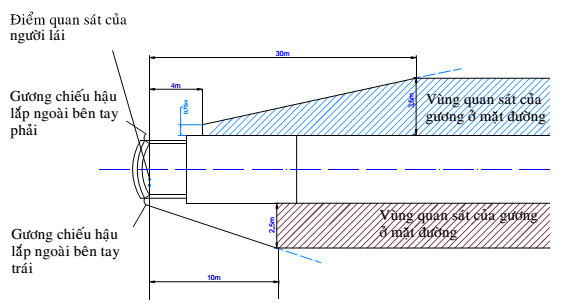 Điểm quan sát của
người lái
30m
4m
0,75m
Gương chiếu hậu
lắp ngoài bên tay
phải
3,5m
Vùng quan sát của
gương ở mặt đường
Vùng quan sát của gương
ở mặt đường
2,5m
Gương chiếu hậu
lắp ngoài bên tay
trái
10m